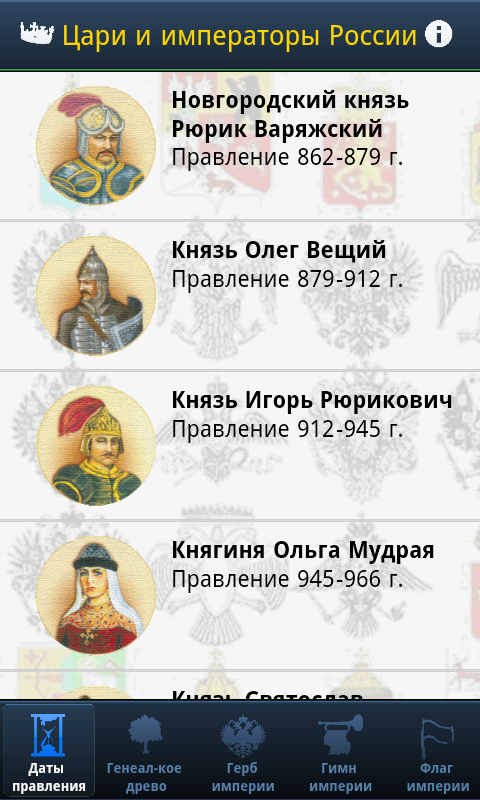 Цари и императоры России
Новгородский князь
Рюрик Варяжский
Правление 862-879 г.
Князь Олег Вещий
Правление 879-912 г.
Князь Игорь Рюрикович
Правление 912-945 г.
Княгиня Ольга Мудрая
Правление 945-966 г.
Князь Святослав
Даты
правления
Генеал-кое
древо
Герб
империи
Гимн
империи
Флаг
империи